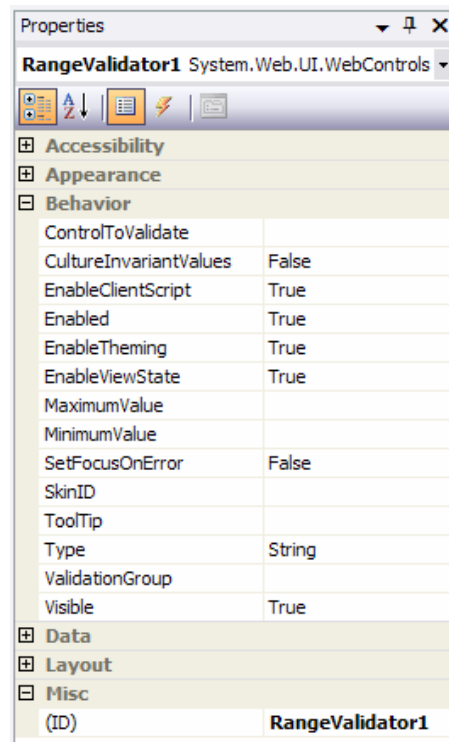 Properties
RangeValidator1 System.Web.UI.WebControls
Accessibility
Appearance
Behavior
ControlToValidate
CultureInvariantValues False
EnableClientScript True
Enabled True
EnableTheming True
EnableViewState True
MaximumValue
MinimumValue
SetFocusOnError False
SkinID
ToolTip
Type String
ValidationGroup
Visible True
Data
Layout
Misc
(ID) RangeValidator1